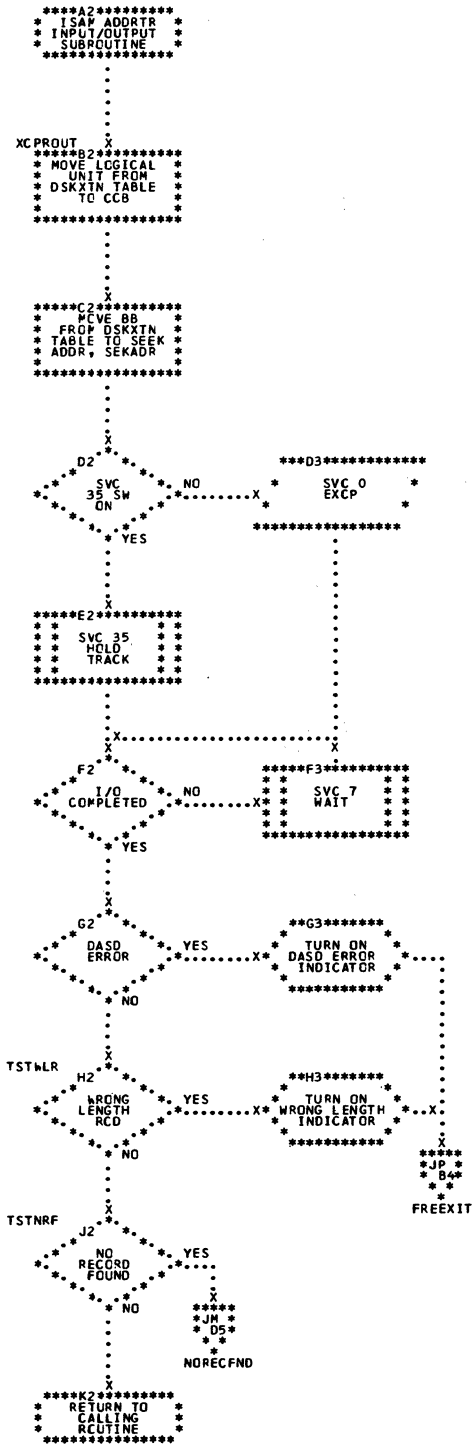 A2
ISAM ADDRTR
INPUT/OUTPUT
SUBROUTINE
XCPROUT
B2
MOVE LOGICAL
UNIT FROM
DSKXTN TABLE
TO CCB
C2
MOVE BB
FROM DSKXTN
TABLE TO SEEK
ADDR, SEKADR
D2
SVC
35 SW
ON
NO
YES
D3
SVC 0
EXCP
E2
SVC 35
HOLD
TRACK
F2
I/O
COMPLETED
NO
YES
F3
SVC 7
WAIT
G2
DASD
ERROR
YES
NO
G3
TURN ON
DASD ERROR
INDICATOR
TSTWLR
H2
WRONG
LENGTH
RCD
YES
NO
H3
TURN ON
WRONG LENGTH
INDICATOR
JP
B4
FREEXIT
TSTNRF
J2
NO
RECORD
FOUND
YES
NO
JM
D5
NORECFND
K2
RETURN TO
CALLING
RCUTINE